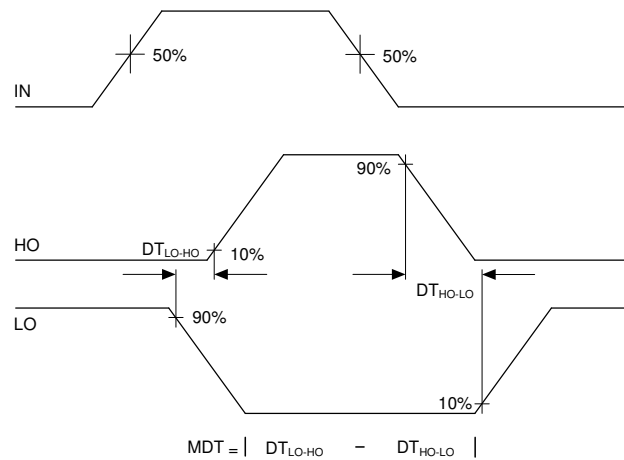 50%
50%
IN
90%
HO
DT_LO-HO
10%
DT_HO-LO
LO
90%
10%
MDT = | DT_LO-HO – DT_HO-LO |